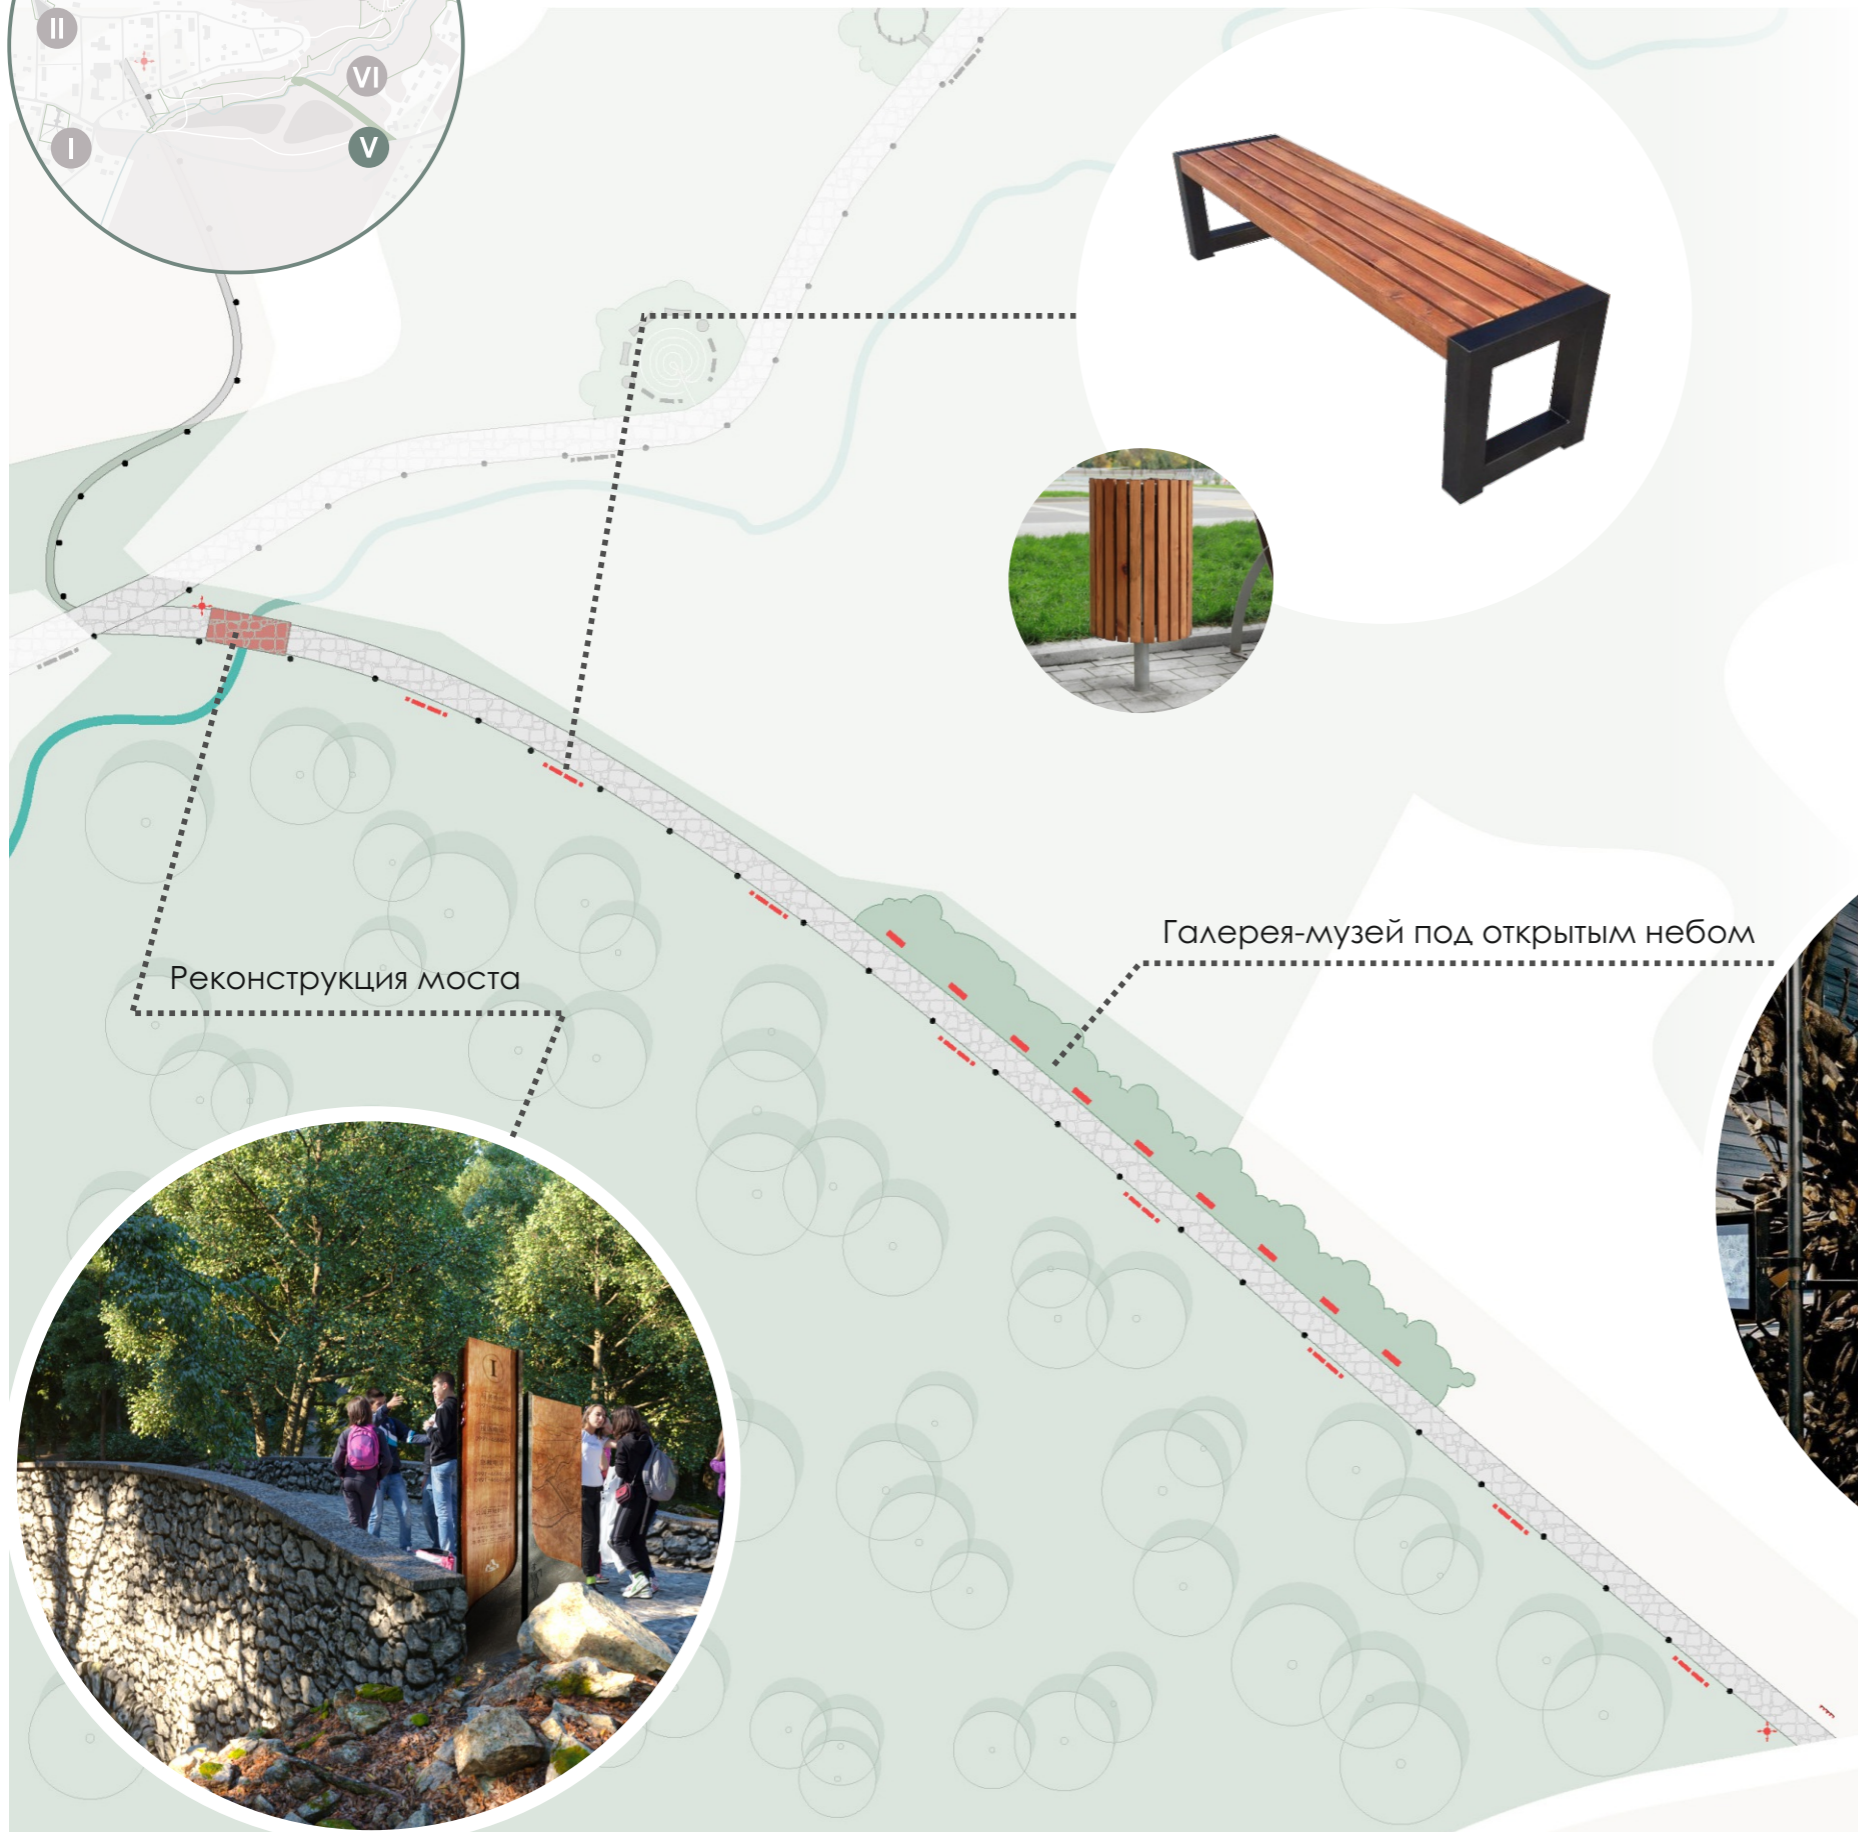 II
VI
I
V
Галерея-музей под открытым небом
Реконструкция моста
I